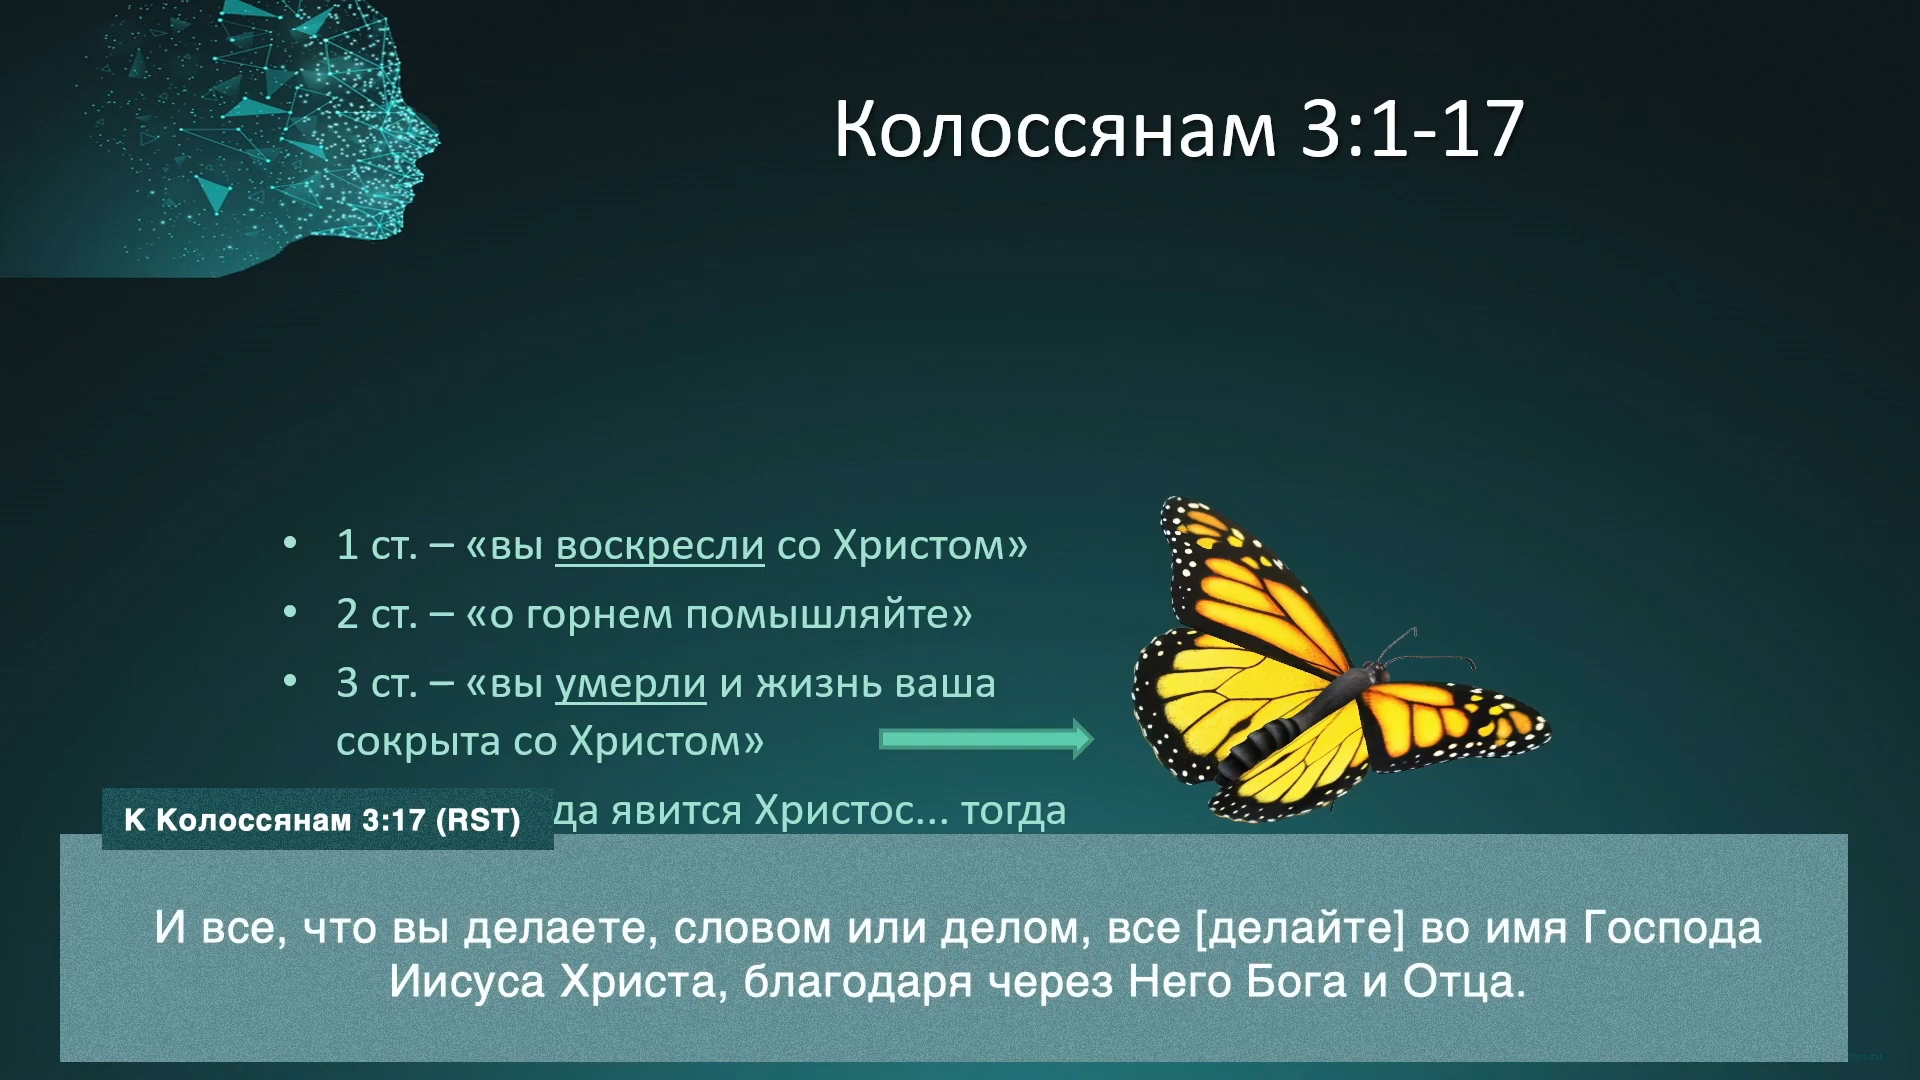 Колоссянам 3:1-17
• 1 ст. – «вы воскресли со Христом»
• 2 ст. – «о горнем помышляйте»
• 3 ст. – «вы умерли и жизнь ваша
сокрыта со Христом»
явится Христос... тогда
К Колоссянам 3:17 (RST)
И все, что вы делаете, словом или делом, все [делайте] во имя Господа
Иисуса Христа, благодаря через Него Бога и Отца.